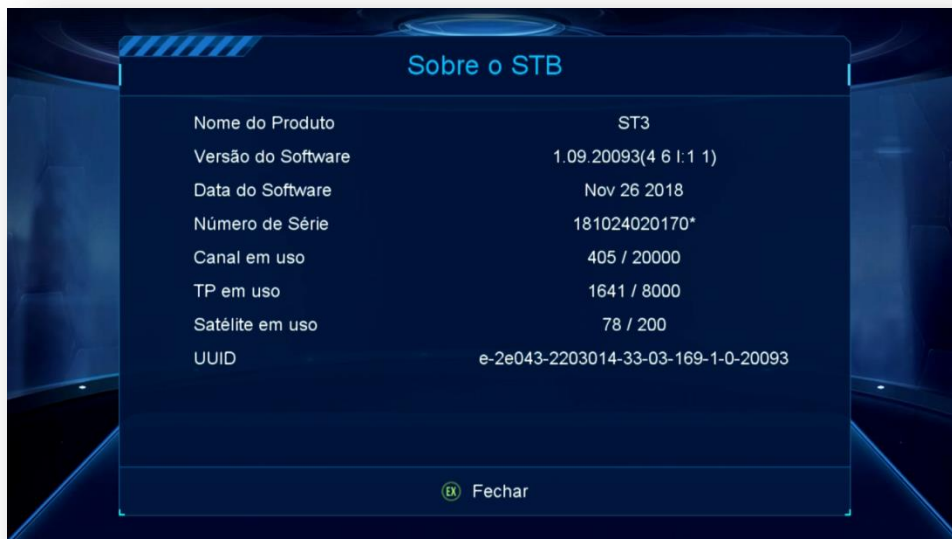 Sobre o STB
Nome do Produto ST3
Versão do Software 1.09.20093(4 6 I:1 1)
Data do Software Nov 26 2018
Número de Série 181024020170*
Canal em uso 405 / 20000
TP em uso 1641 / 8000
Satélite em uso 78 / 200
UUID e-2e043-2203014-33-03-169-1-0-20093
EX Fechar